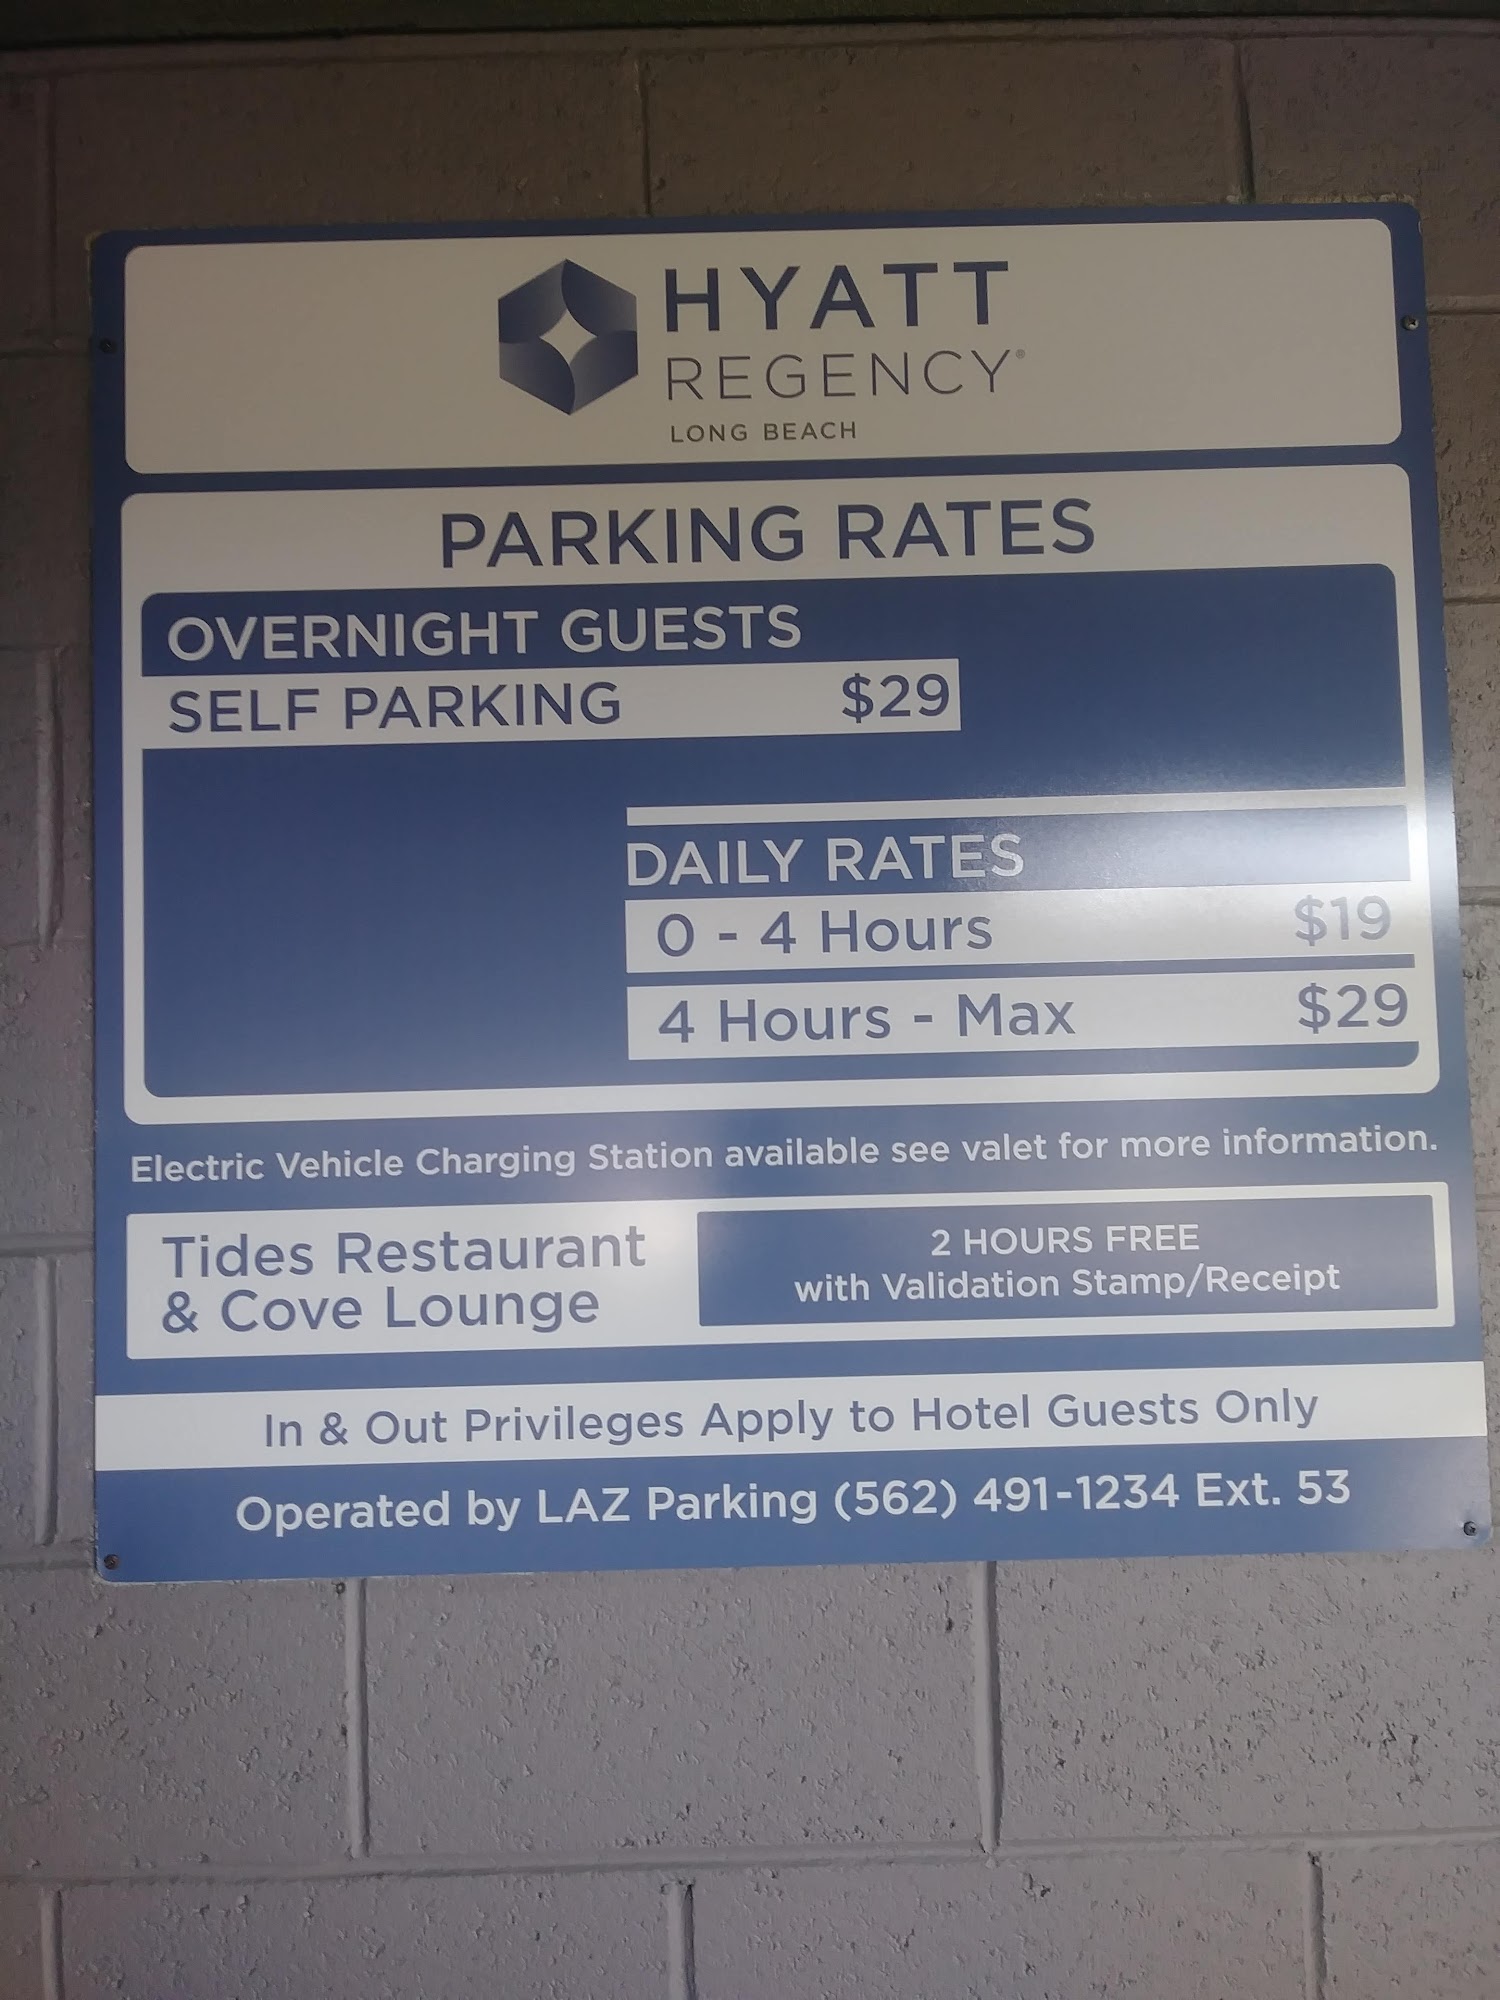 HYATT
REGENCY®
LONG BEACH
PARKING RATES
OVERNIGHT GUESTS
SELF PARKING $29
DAILY RATES
0 - 4 Hours $19
4 Hours - Max $29
Electric Vehicle Charging Station available see valet for more information.
Tides Restaurant
& Cove Lounge
2 HOURS FREE
with Validation Stamp/Receipt
In & Out Privileges Apply to Hotel Guests Only
Operated by LAZ Parking (562) 491-1234 Ext. 53